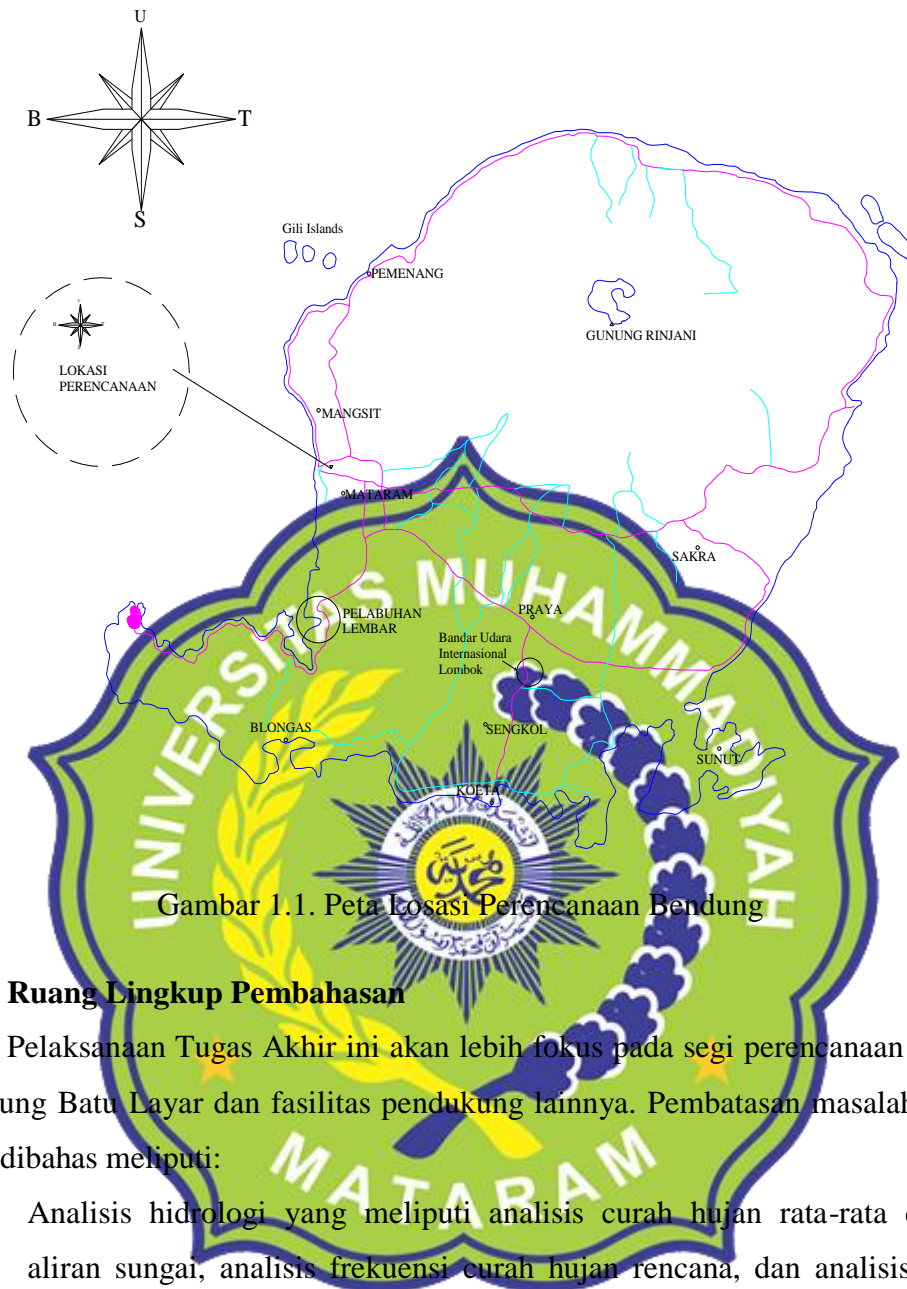 U
B
T
S
Gili Islands
PEMENANG
GUNUNG RINJANI
LOKASI
PERENCANAAN
MANGSIT
MATARAM
SAKRA
PELABUHAN
LEMBAR
PRAYA
Bandar Udara
Internasional
Lombok
BLONGAS
SENGKOL
SUNUT
KOETA
UNIVERSITAS MUHAMMADIYAH
MATARAM
Gambar 1.1. Peta Losasi Perencanaan Bendung
Ruang Lingkup Pembahasan
Pelaksanaan Tugas Akhir ini akan lebih fokus pada segi perencanaan
ung Batu Layar dan fasilitas pendukung lainnya. Pembatasan masalah
dibahas meliputi:
Analisis hidrologi yang meliputi analisis curah hujan rata-rata
aliran sungai, analisis frekuensi curah hujan rencana, dan analisis